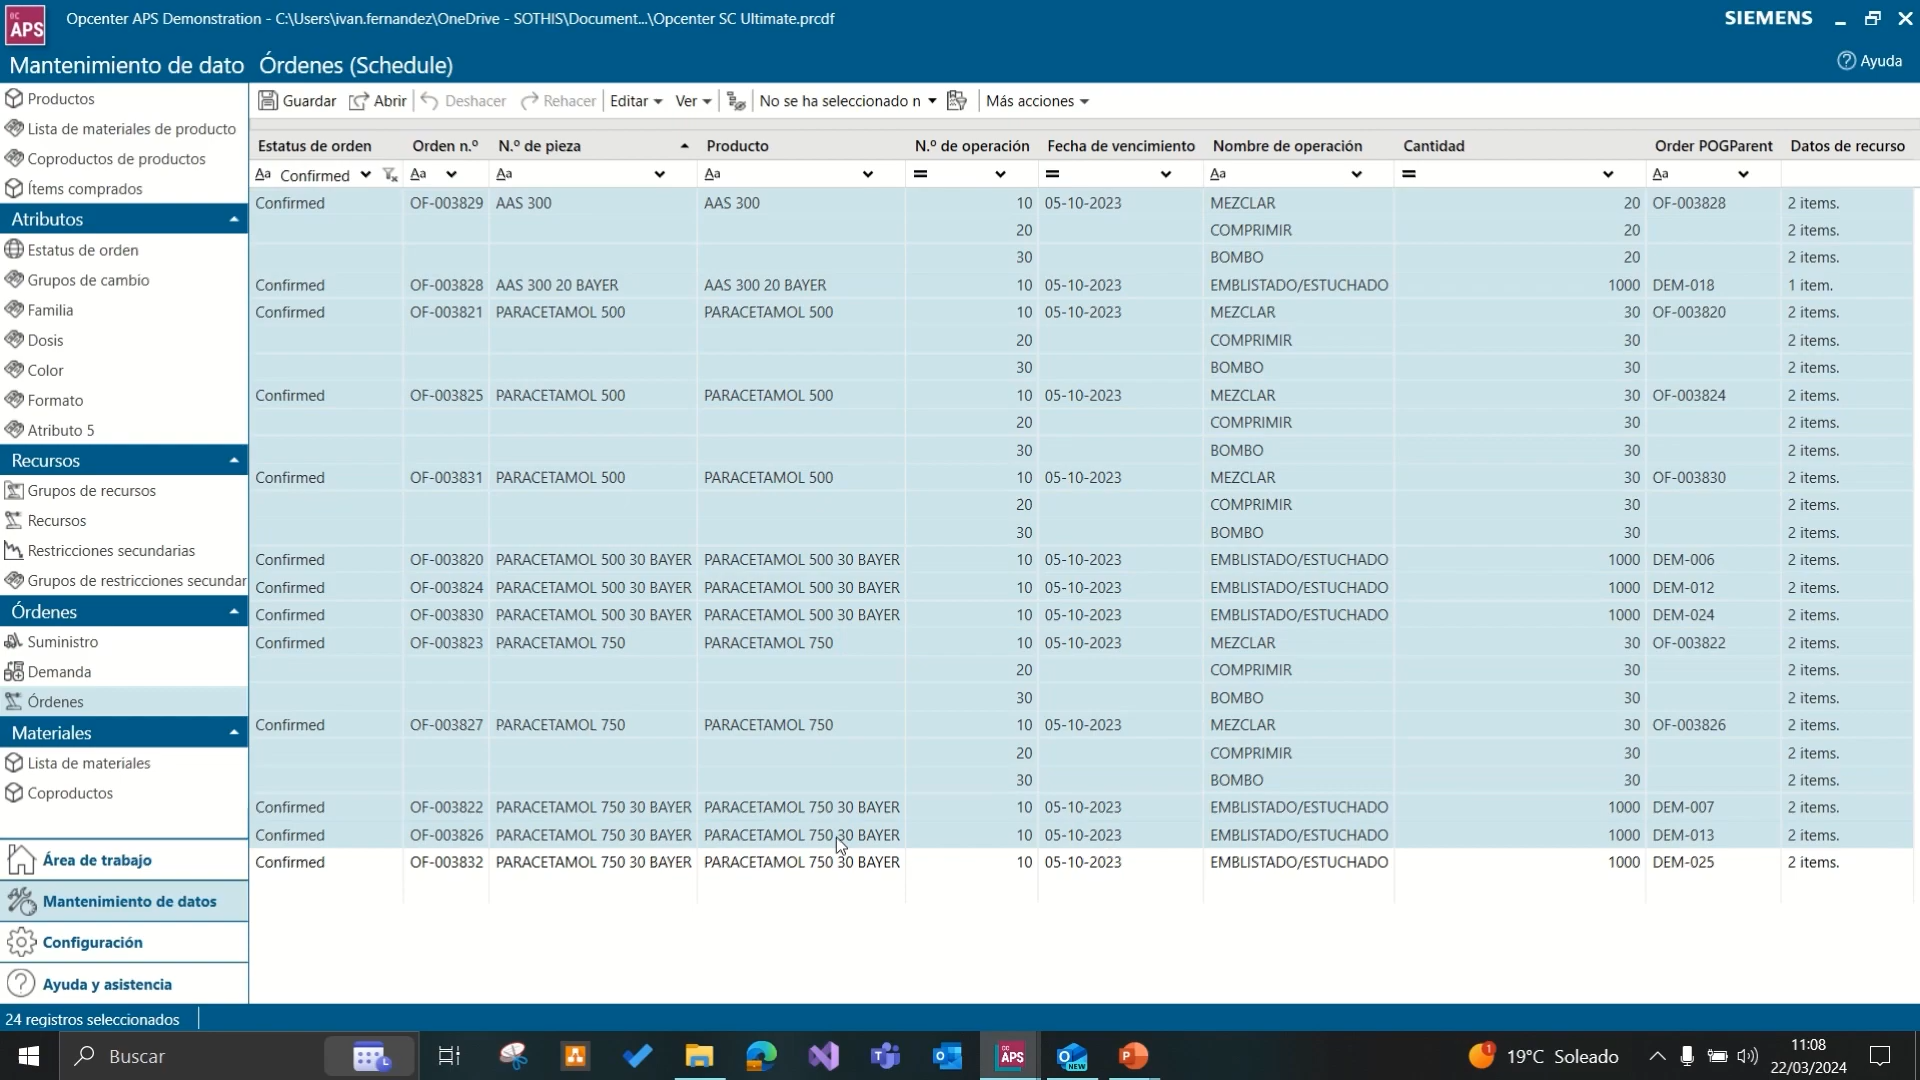 OC APS Opcenter APS Demonstration - C:\Users\ivan.fernandez\OneDrive - SOTHIS\Document...\Opcenter SC Ultimate.prcdf SIEMENS
Mantenimiento de dato Órdenes (Schedule) Ayuda
Productos
Lista de materiales de producto
Coproductos de productos
Ítems comprados
Atributos
Estatus de orden
Grupos de cambio
Familia
Dosis
Color
Formato
Atributo 5
Recursos
Grupos de recursos
Recursos
Restricciones secundarias
Grupos de restricciones secundar
Órdenes
Suministro
Demanda
Órdenes
Materiales
Lista de materiales
Coproductos
Área de trabajo
Mantenimiento de datos
Configuración
Ayuda y asistencia
Guardar Abrir Deshacer Rehacer Editar Ver No se ha seleccionado n Más acciones
Estatus de orden Orden n.º N.º de pieza Producto N.º de operación Fecha de vencimiento Nombre de operación Cantidad Order POGParent Datos de recurso
Aa Confirmed Aa Aa Aa = = Aa = Aa
Confirmed OF-003829 AAS 300 AAS 300 10 05-10-2023 MEZCLAR 20 OF-003828 2 items.
20 COMPRIMIR 20 2 items.
30 BOMBO 20 2 items.
Confirmed OF-003828 AAS 300 20 BAYER AAS 300 20 BAYER 10 05-10-2023 EMBLISTADO/ESTUCHADO 1000 DEM-018 1 item.
Confirmed OF-003821 PARACETAMOL 500 PARACETAMOL 500 10 05-10-2023 MEZCLAR 30 OF-003820 2 items.
20 COMPRIMIR 30 2 items.
30 BOMBO 30 2 items.
Confirmed OF-003825 PARACETAMOL 500 PARACETAMOL 500 10 05-10-2023 MEZCLAR 30 OF-003824 2 items.
20 COMPRIMIR 30 2 items.
30 BOMBO 30 2 items.
Confirmed OF-003831 PARACETAMOL 500 PARACETAMOL 500 10 05-10-2023 MEZCLAR 30 OF-003830 2 items.
20 COMPRIMIR 30 2 items.
30 BOMBO 30 2 items.
Confirmed OF-003820 PARACETAMOL 500 30 BAYER PARACETAMOL 500 30 BAYER 10 05-10-2023 EMBLISTADO/ESTUCHADO 1000 DEM-006 2 items.
Confirmed OF-003824 PARACETAMOL 500 30 BAYER PARACETAMOL 500 30 BAYER 10 05-10-2023 EMBLISTADO/ESTUCHADO 1000 DEM-012 2 items.
Confirmed OF-003830 PARACETAMOL 500 30 BAYER PARACETAMOL 500 30 BAYER 10 05-10-2023 EMBLISTADO/ESTUCHADO 1000 DEM-024 2 items.
Confirmed OF-003823 PARACETAMOL 750 PARACETAMOL 750 10 05-10-2023 MEZCLAR 30 OF-003822 2 items.
20 COMPRIMIR 30 2 items.
30 BOMBO 30 2 items.
Confirmed OF-003827 PARACETAMOL 750 PARACETAMOL 750 10 05-10-2023 MEZCLAR 30 OF-003826 2 items.
20 COMPRIMIR 30 2 items.
30 BOMBO 30 2 items.
Confirmed OF-003822 PARACETAMOL 750 30 BAYER PARACETAMOL 750 30 BAYER 10 05-10-2023 EMBLISTADO/ESTUCHADO 1000 DEM-007 2 items.
Confirmed OF-003826 PARACETAMOL 750 30 BAYER PARACETAMOL 750 30 BAYER 10 05-10-2023 EMBLISTADO/ESTUCHADO 1000 DEM-013 2 items.
Confirmed OF-003832 PARACETAMOL 750 30 BAYER PARACETAMOL 750 30 BAYER 10 05-10-2023 EMBLISTADO/ESTUCHADO 1000 DEM-025 2 items.
24 registros seleccionados
Buscar OC APS NEW 1 19°C Soleado 11:08
22/03/2024